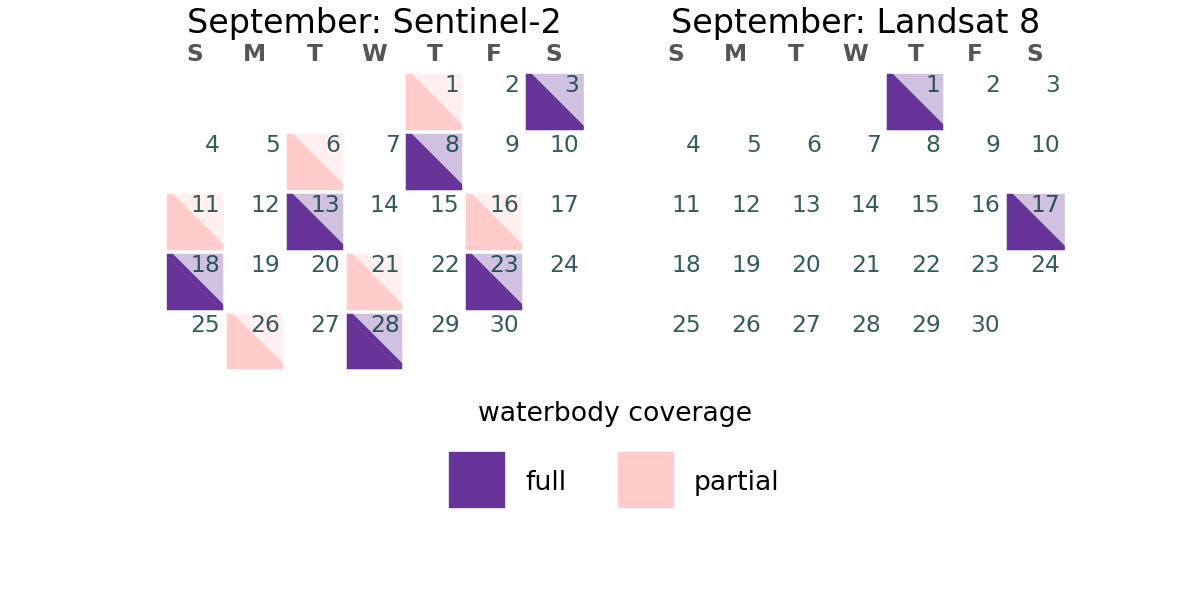 September: Sentinel-2
S M T W T F S
1 2 3
4 5 6 7 8 9 10
11 12 13 14 15 16 17
18 19 20 21 22 23 24
25 26 27 28 29 30
September: Landsat 8
S M T W T F S
1 2 3
4 5 6 7 8 9 10
11 12 13 14 15 16 17
18 19 20 21 22 23 24
25 26 27 28 29 30
waterbody coverage
full partial